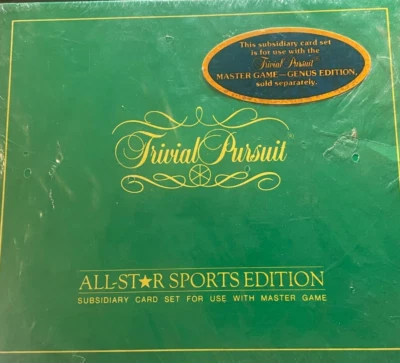 This subsidiary card set
is for use with the
Trivial Pursuit®
MASTER GAME—GENUS EDITION,
sold separately.
Trivial Pursuit®
ALL-ST★R SPORTS EDITION
SUBSIDIARY CARD SET FOR USE WITH MASTER GAME